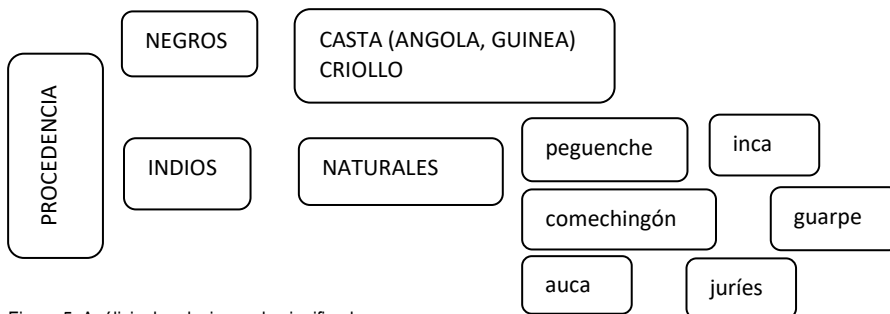 PROCEDENCIA
NEGROS
CASTA (ANGOLA, GUINEA)
CRIOLLO
INDIOS
NATURALES
peguenche
inca
comechingón
guarpe
auca
juríes